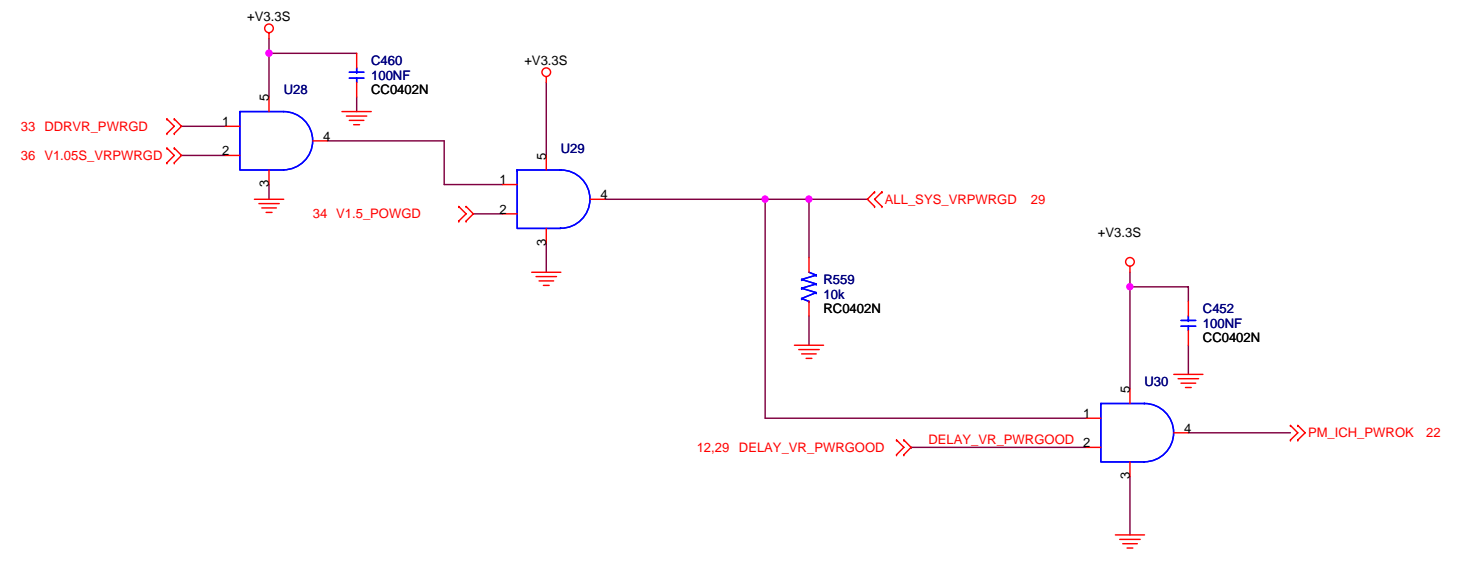 +V3.3S
C460
100NF
CC0402N
U28
5
33 DDRVR_PWRGD
1
36 V1.05S_VRPWRGD
2
4
3
+V3.3S
U29
5
1
34 V1.5_POWGD
2
4
3
ALL_SYS_VRPWRGD 29
R559
10k
RC0402N
+V3.3S
C452
100NF
CC0402N
U30
5
1
12,29 DELAY_VR_PWRGOOD
DELAY_VR_PWRGOOD
2
4
3
PM_ICH_PWROK 22